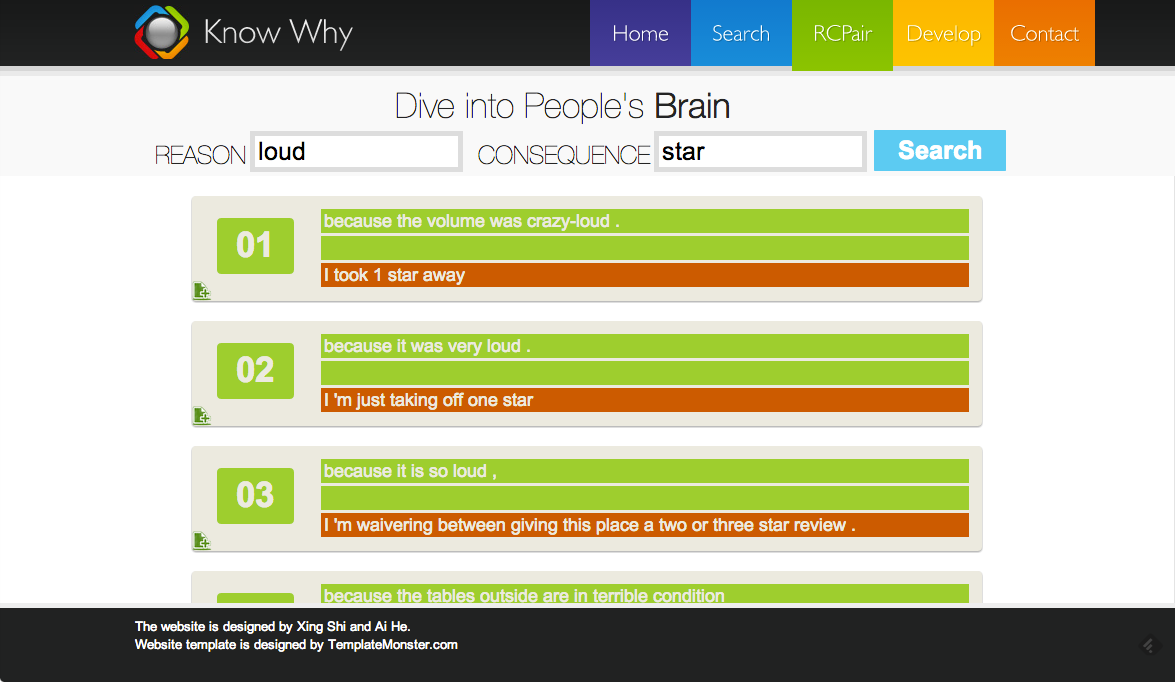 Know Why
Home Search RCPair Develop Contact
Dive into People's Brain
REASON loud CONSEQUENCE star Search
01
because the volume was crazy-loud .
I took 1 star away
02
because it was very loud .
I 'm just taking off one star
03
because it is so loud ,
I 'm waivering between giving this place a two or three star review .
because the tables outside are in terrible condition
The website is designed by Xing Shi and Ai He.
Website template is designed by TemplateMonster.com